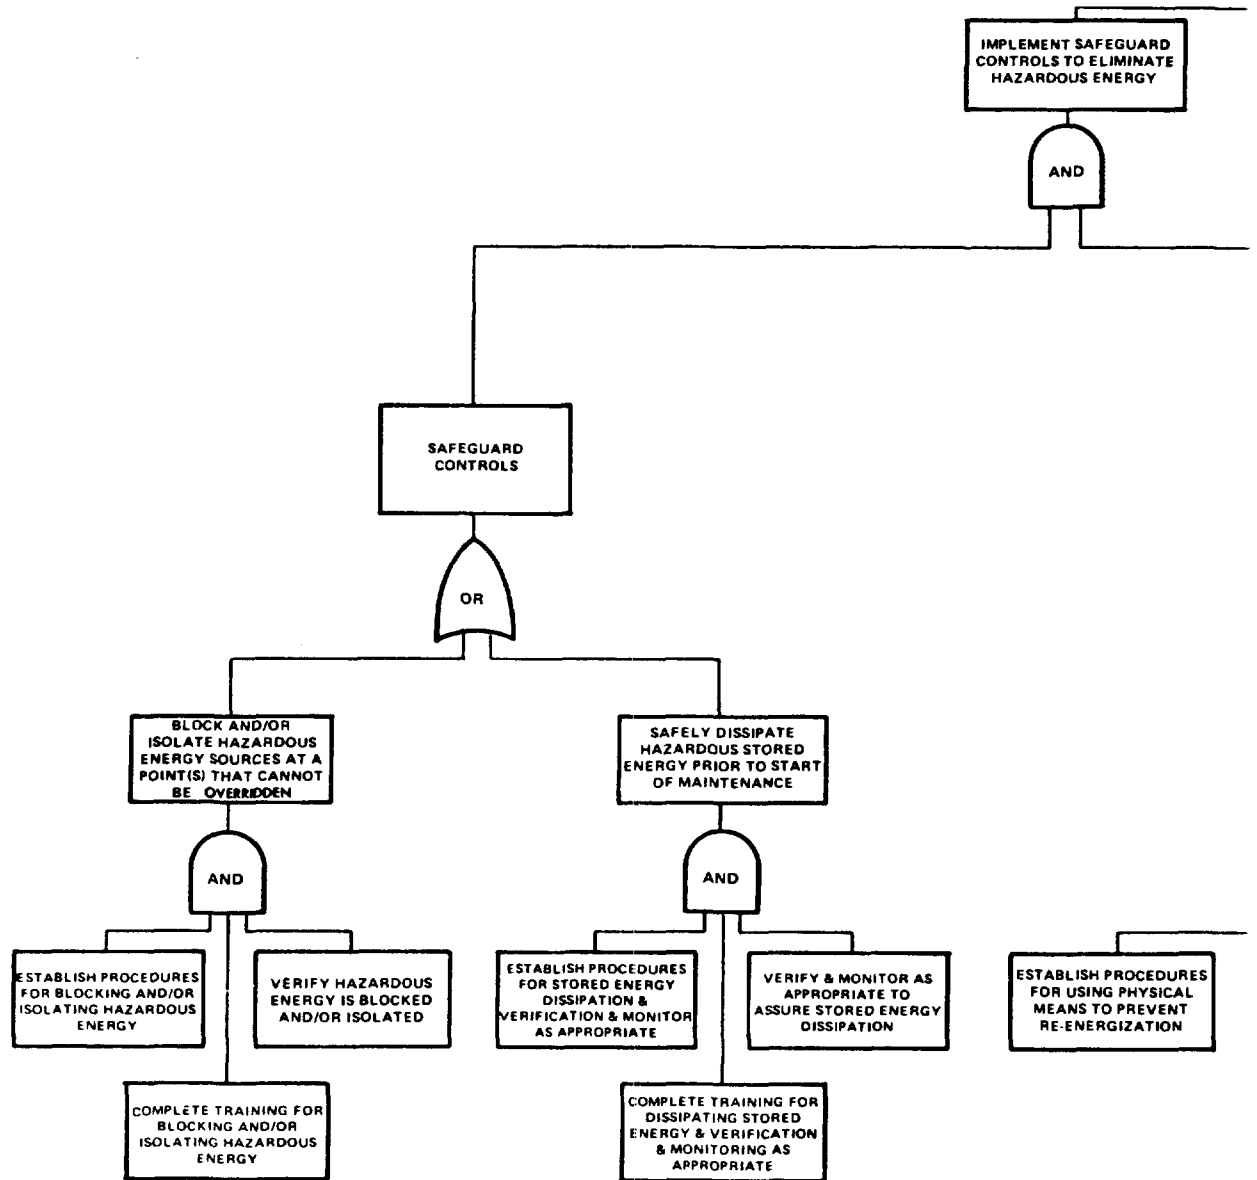 IMPLEMENT SAFEGUARD
CONTROLS TO ELIMINATE
HAZARDOUS ENERGY
AND
SAFEGUARD
CONTROLS
OR
BLOCK AND/OR
ISOLATE HAZARDOUS
ENERGY SOURCES AT A
POINT(S) THAT CANNOT
BE OVERRIDDEN
SAFELY DISSIPATE
HAZARDOUS STORED
ENERGY PRIOR TO START
OF MAINTENANCE
AND
AND
ESTABLISH PROCEDURES
FOR BLOCKING AND/OR
ISOLATING HAZARDOUS
ENERGY
VERIFY HAZARDOUS
ENERGY IS BLOCKED
AND/OR ISOLATED
ESTABLISH PROCEDURES
FOR STORED ENERGY
DISSIPATION &
VERIFICATION & MONITOR
AS APPROPRIATE
VERIFY & MONITOR AS
APPROPRIATE TO
ASSURE STORED ENERGY
DISSIPATION
ESTABLISH PROCEDURES
FOR USING PHYSICAL
MEANS TO PREVENT
RE-ENERGIZATION
COMPLETE TRAINING FOR
BLOCKING AND/OR
ISOLATING HAZARDOUS
ENERGY
COMPLETE TRAINING FOR
DISSIPATING STORED
ENERGY & VERIFICATION
& MONITORING AS
APPROPRIATE